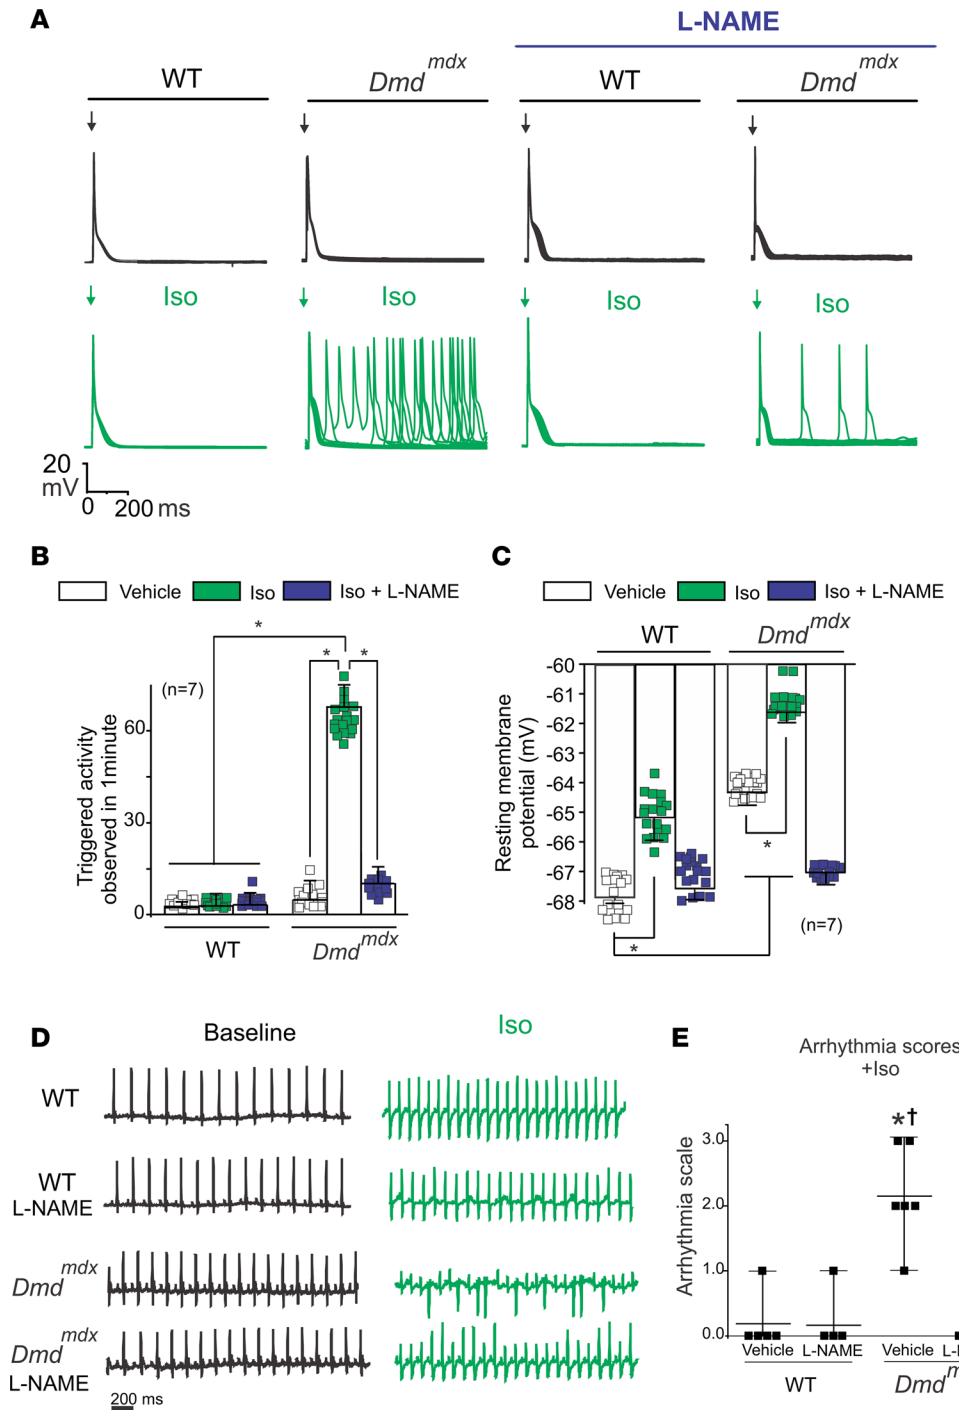 A
L-NAME
WT
Dmd mdx
WT
Dmd mdx
Iso
Iso
Iso
Iso
20
mV
0 200 ms
B
Vehicle Iso Iso + L-NAME
* 
* *
(n=7)
Triggered activity
observed in 1minute
60
30
0
WT
Dmd mdx
C
Vehicle Iso Iso + L-NAME
WT
Dmd mdx
Resting membrane
potential (mV)
-60
-61
-62
-63
-64
-65
-66
-67
-68
*
*
(n=7)
D
Baseline
Iso
WT
WT
L-NAME
Dmd mdx
Dmd mdx
L-NAME
200 ms
E
Arrhythmia scores
+Iso
*†
Arrhythmia scale
3.0
2.0
1.0
0.0
Vehicle L-NAME Vehicle
WT
Dmd